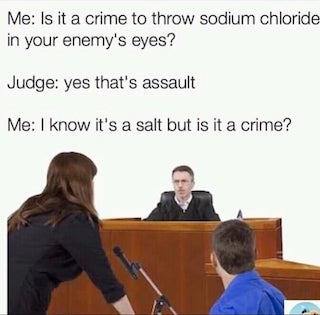 Me: Is it a crime to throw sodium chloride
in your enemy's eyes?
Judge: yes that's assault
Me: I know it's a salt but is it a crime?